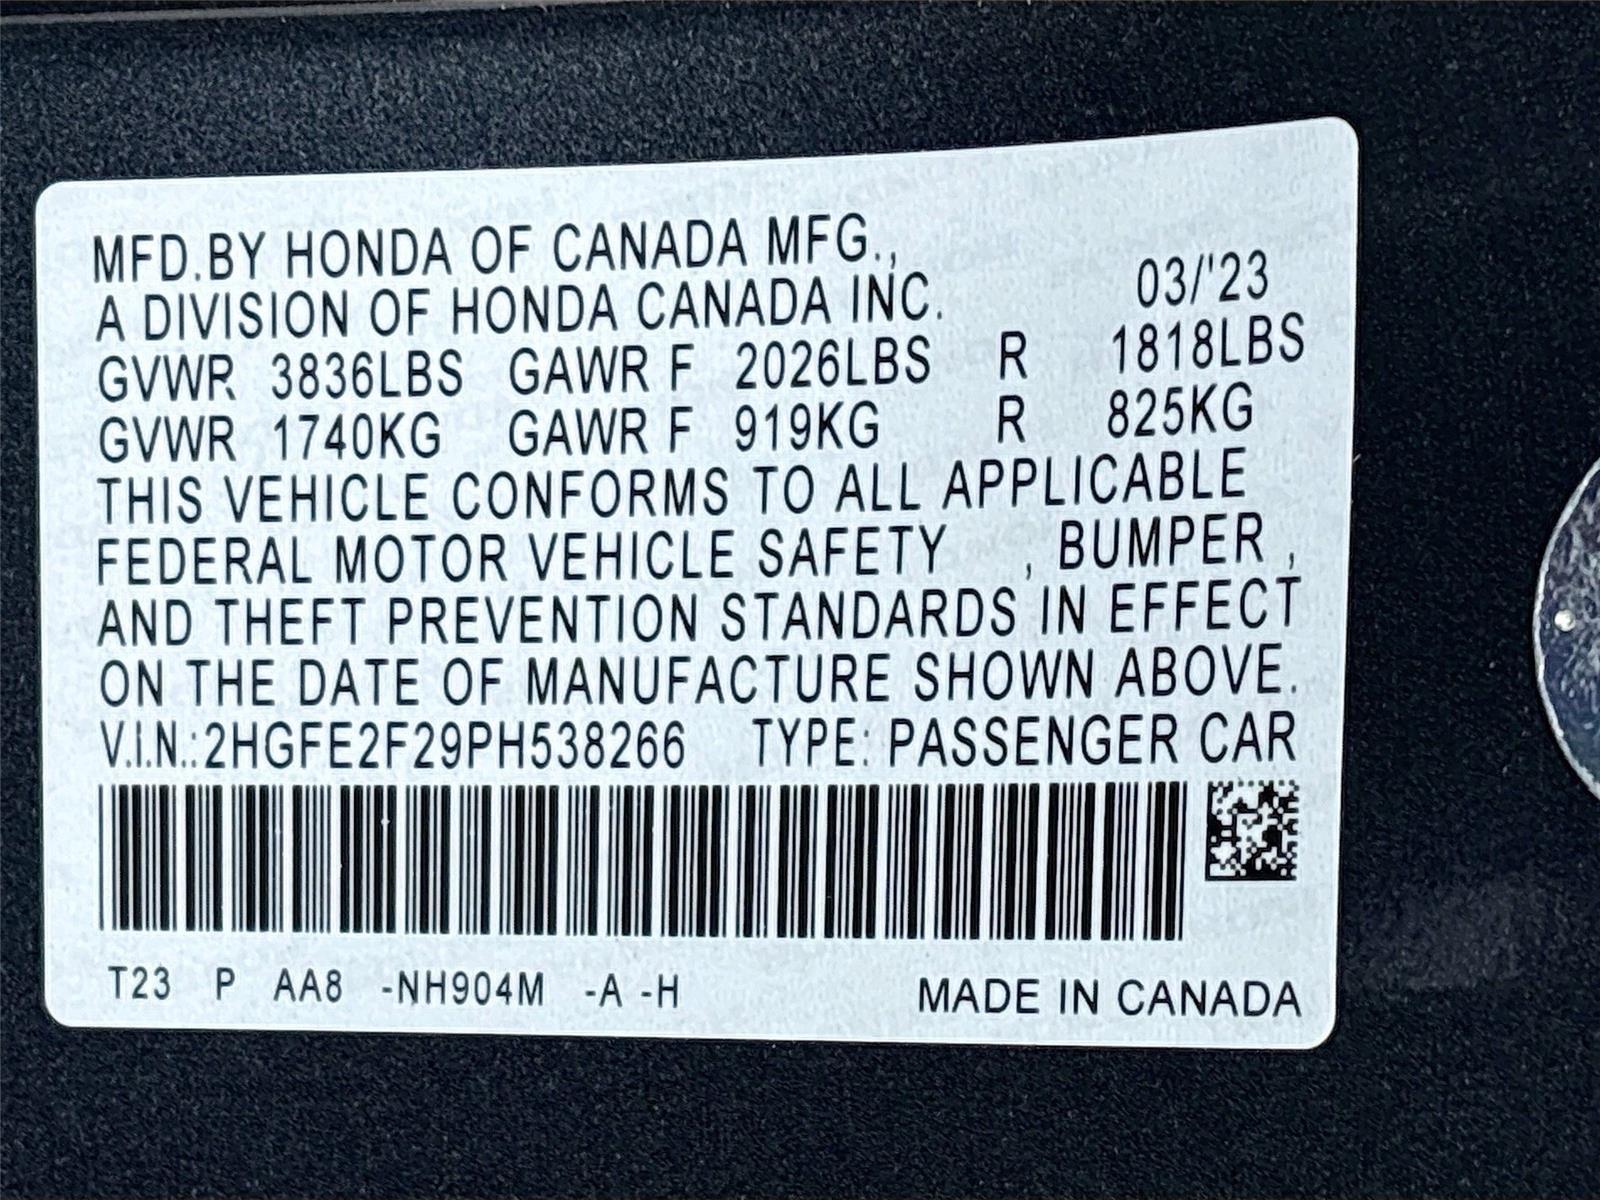 MFD.BY HONDA OF CANADA MFG.,
A DIVISION OF HONDA CANADA INC. 03/'23
GVWR 3836LBS GAWR F 2026LBS R 1818LBS
GVWR 1740KG GAWR F 919KG R 825KG
THIS VEHICLE CONFORMS TO ALL APPLICABLE
FEDERAL MOTOR VEHICLE SAFETY , BUMPER ,
AND THEFT PREVENTION STANDARDS IN EFFECT
ON THE DATE OF MANUFACTURE SHOWN ABOVE.
V.I.N.:2HGFE2F29PH538266 TYPE: PASSENGER CAR
T23 P AA8 -NH904M -A -H MADE IN CANADA